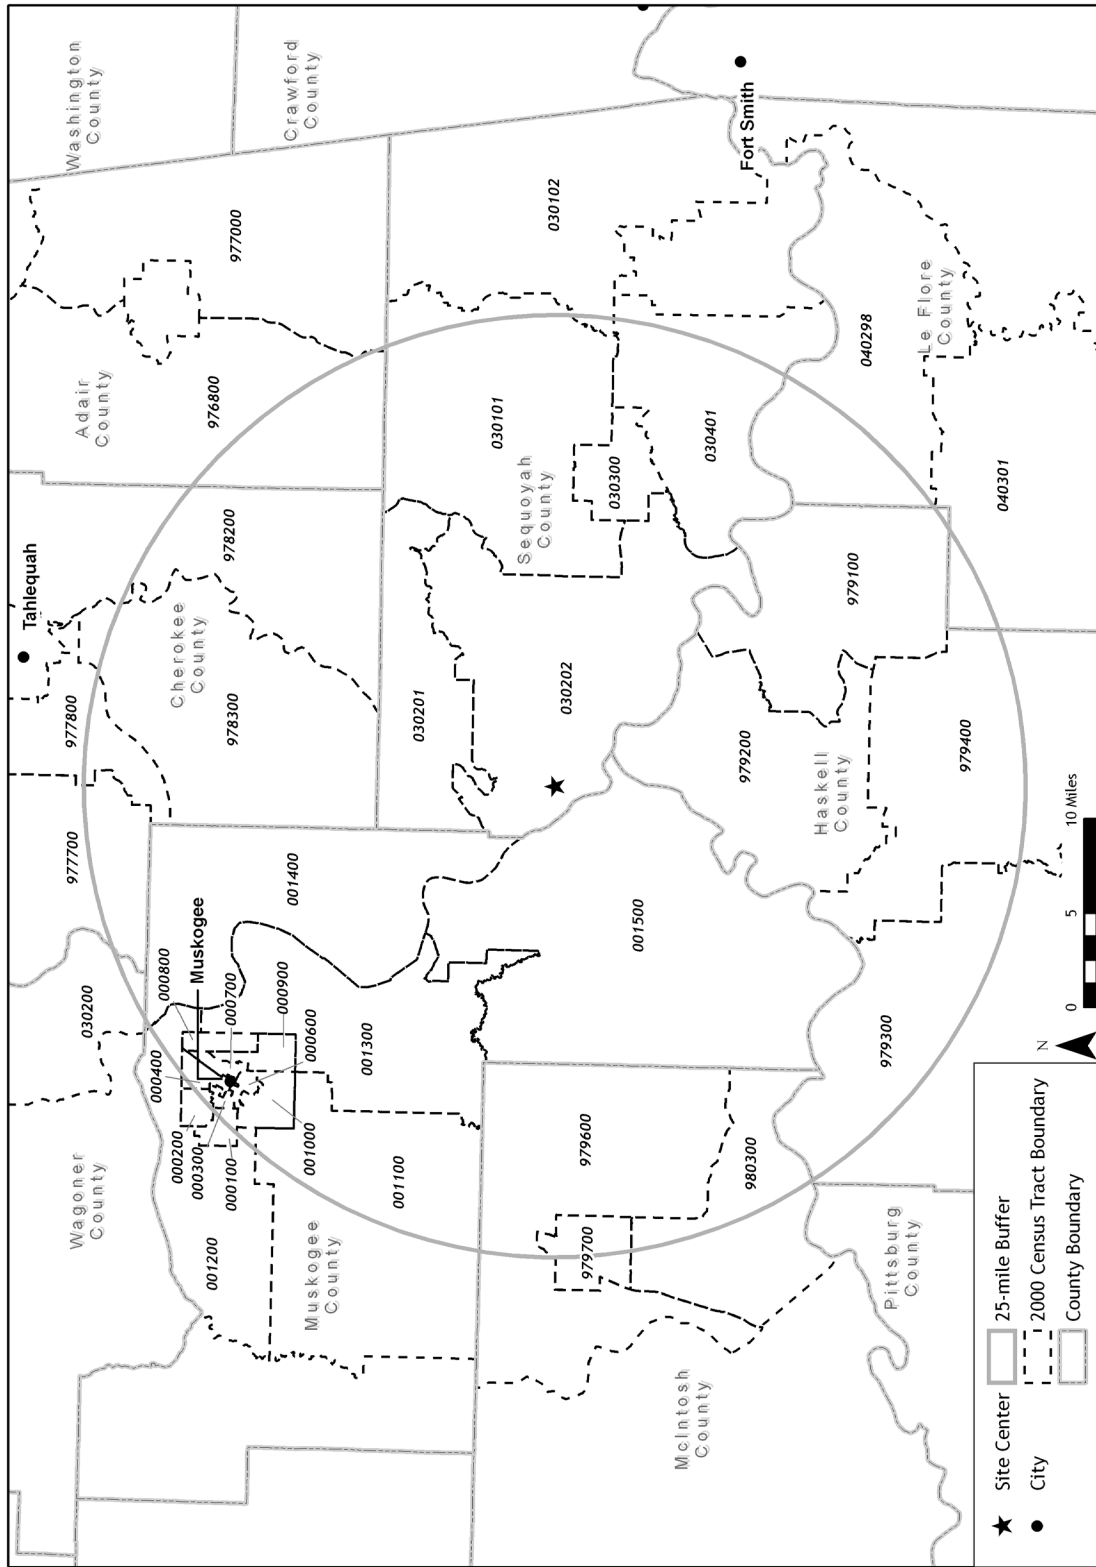 Washington
County
Crawford
County
Adair
County
977000
976800
Fort Smith
030102
Le Flore
County
040298
040301
030101
Sequoyah
County
030300
030401
Tahlequah
977800
Cherokee
County
978200
978300
030201
030202
979100
979200
Haskell
County
979400
977700
001400
001500
030200
Muskogee
000800
000700
000900
000600
000400
000200
000300
000100
001000
001300
001100
001200
979300
979600
980300
979700
Wagoner
County
Muskogee
County
McIntosh
County
Pittsburg
County
N
0 5 10 Miles
Site Center
City
25-mile Buffer
2000 Census Tract Boundary
County Boundary